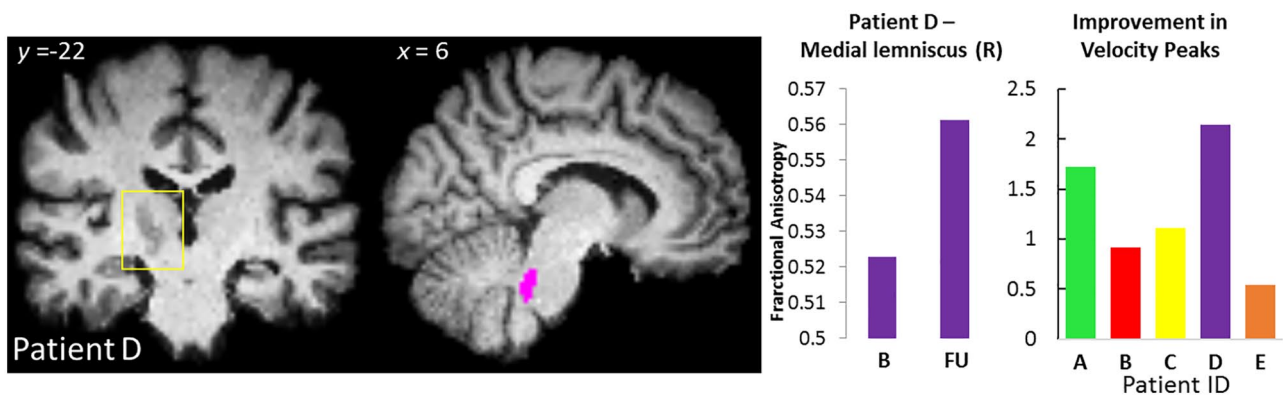 y =-22
x = 6
Patient D
Patient D –
Medial lemniscus (R)
Frarctional Anisotropy
0.57
0.56
0.55
0.54
0.53
0.52
0.51
0.5
B FU
Improvement in
Velocity Peaks
2.5
2
1.5
1
0.5
0
A B C D E
Patient ID